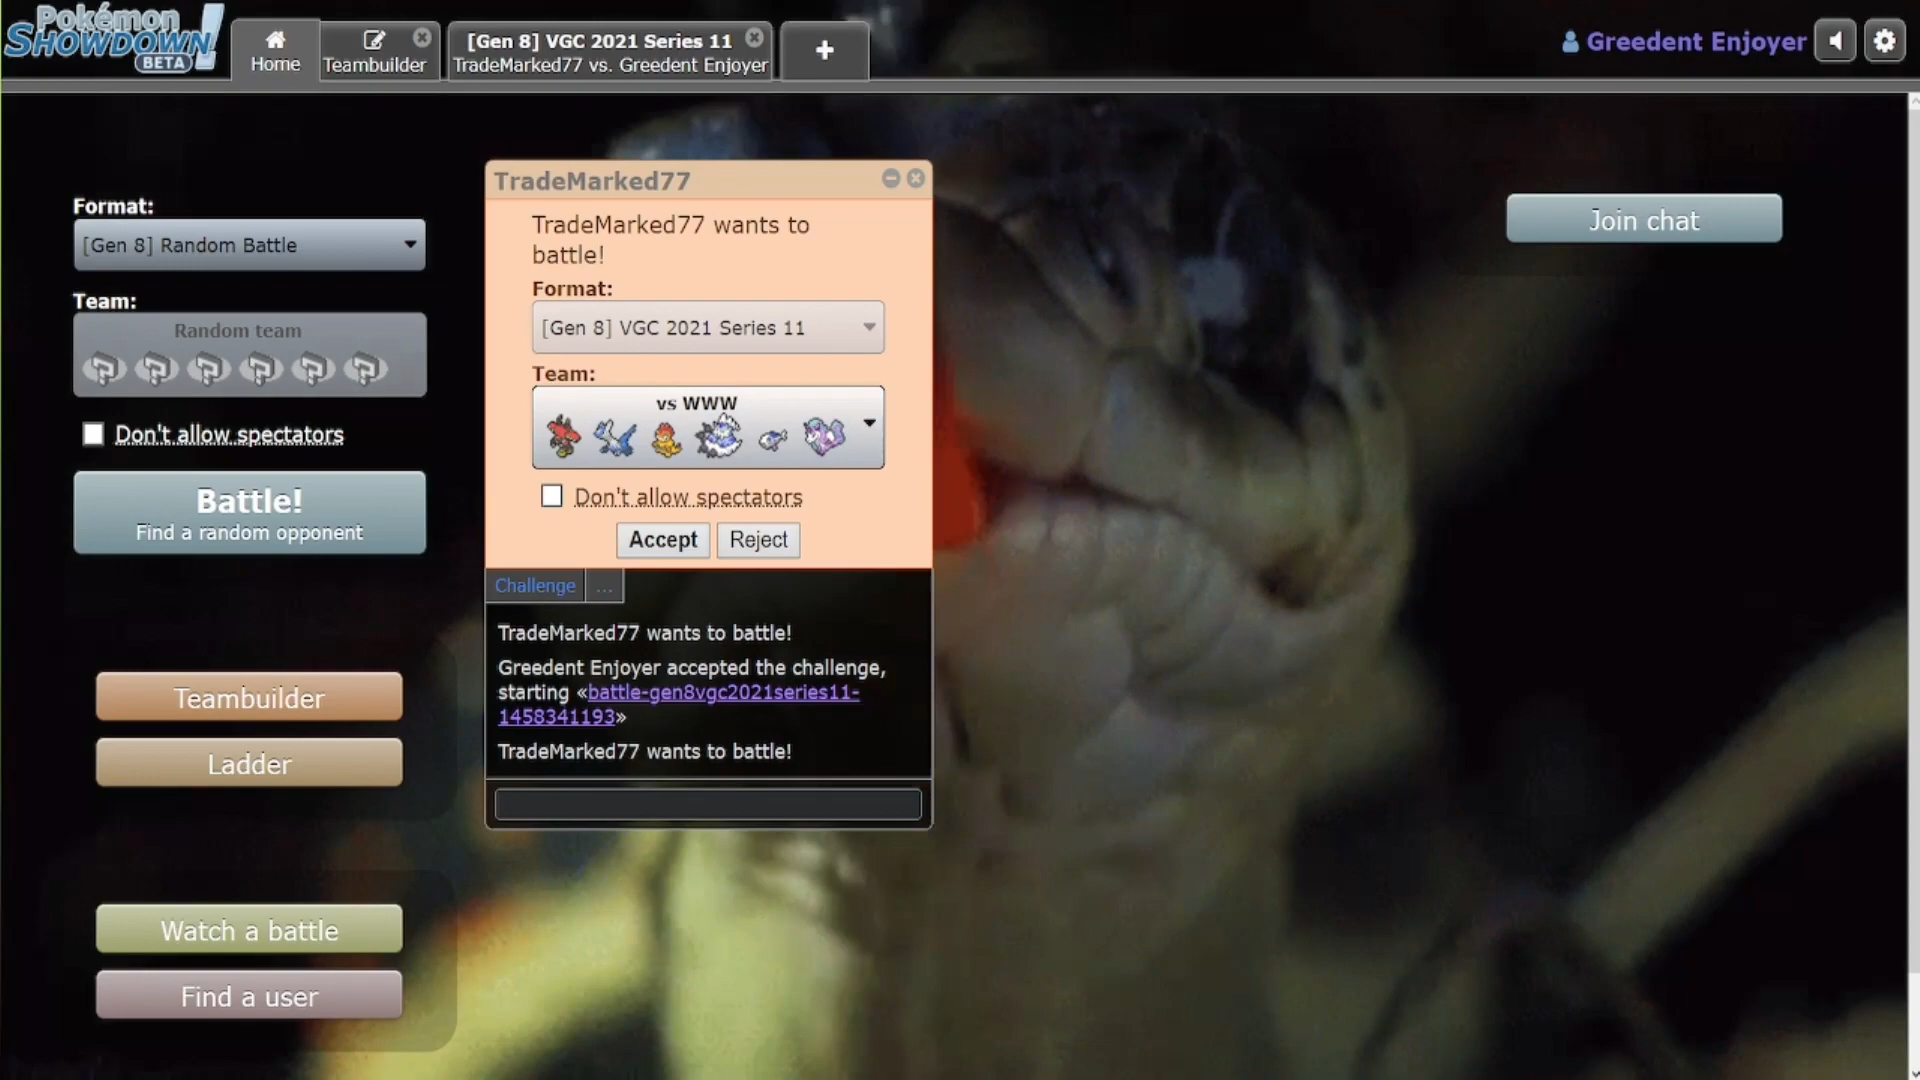 Pokémon
SHOWDOWN!
BETA
Home
Teambuilder
[Gen 8] VGC 2021 Series 11
TradeMarked77 vs. Greedent Enjoyer
+
Greedent Enjoyer
Format:
[Gen 8] Random Battle
Team:
Random team
Don't allow spectators
Battle!
Find a random opponent
Teambuilder
Ladder
Watch a battle
Find a user
TradeMarked77
TradeMarked77 wants to
battle!
Format:
[Gen 8] VGC 2021 Series 11
Team:
vs WWW
Don't allow spectators
Accept
Reject
Challenge
...
TradeMarked77 wants to battle!
Greedent Enjoyer accepted the challenge,
starting «battle-gen8vgc2021series11-
1458341193»
TradeMarked77 wants to battle!
Join chat